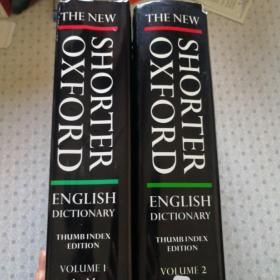 THE NEW
SHORTER
OXFORD
ENGLISH
DICTIONARY
THUMB INDEX
EDITION
VOLUME 1
THE NEW
SHORTER
OXFORD
ENGLISH
DICTIONARY
THUMB INDEX
EDITION
VOLUME 2